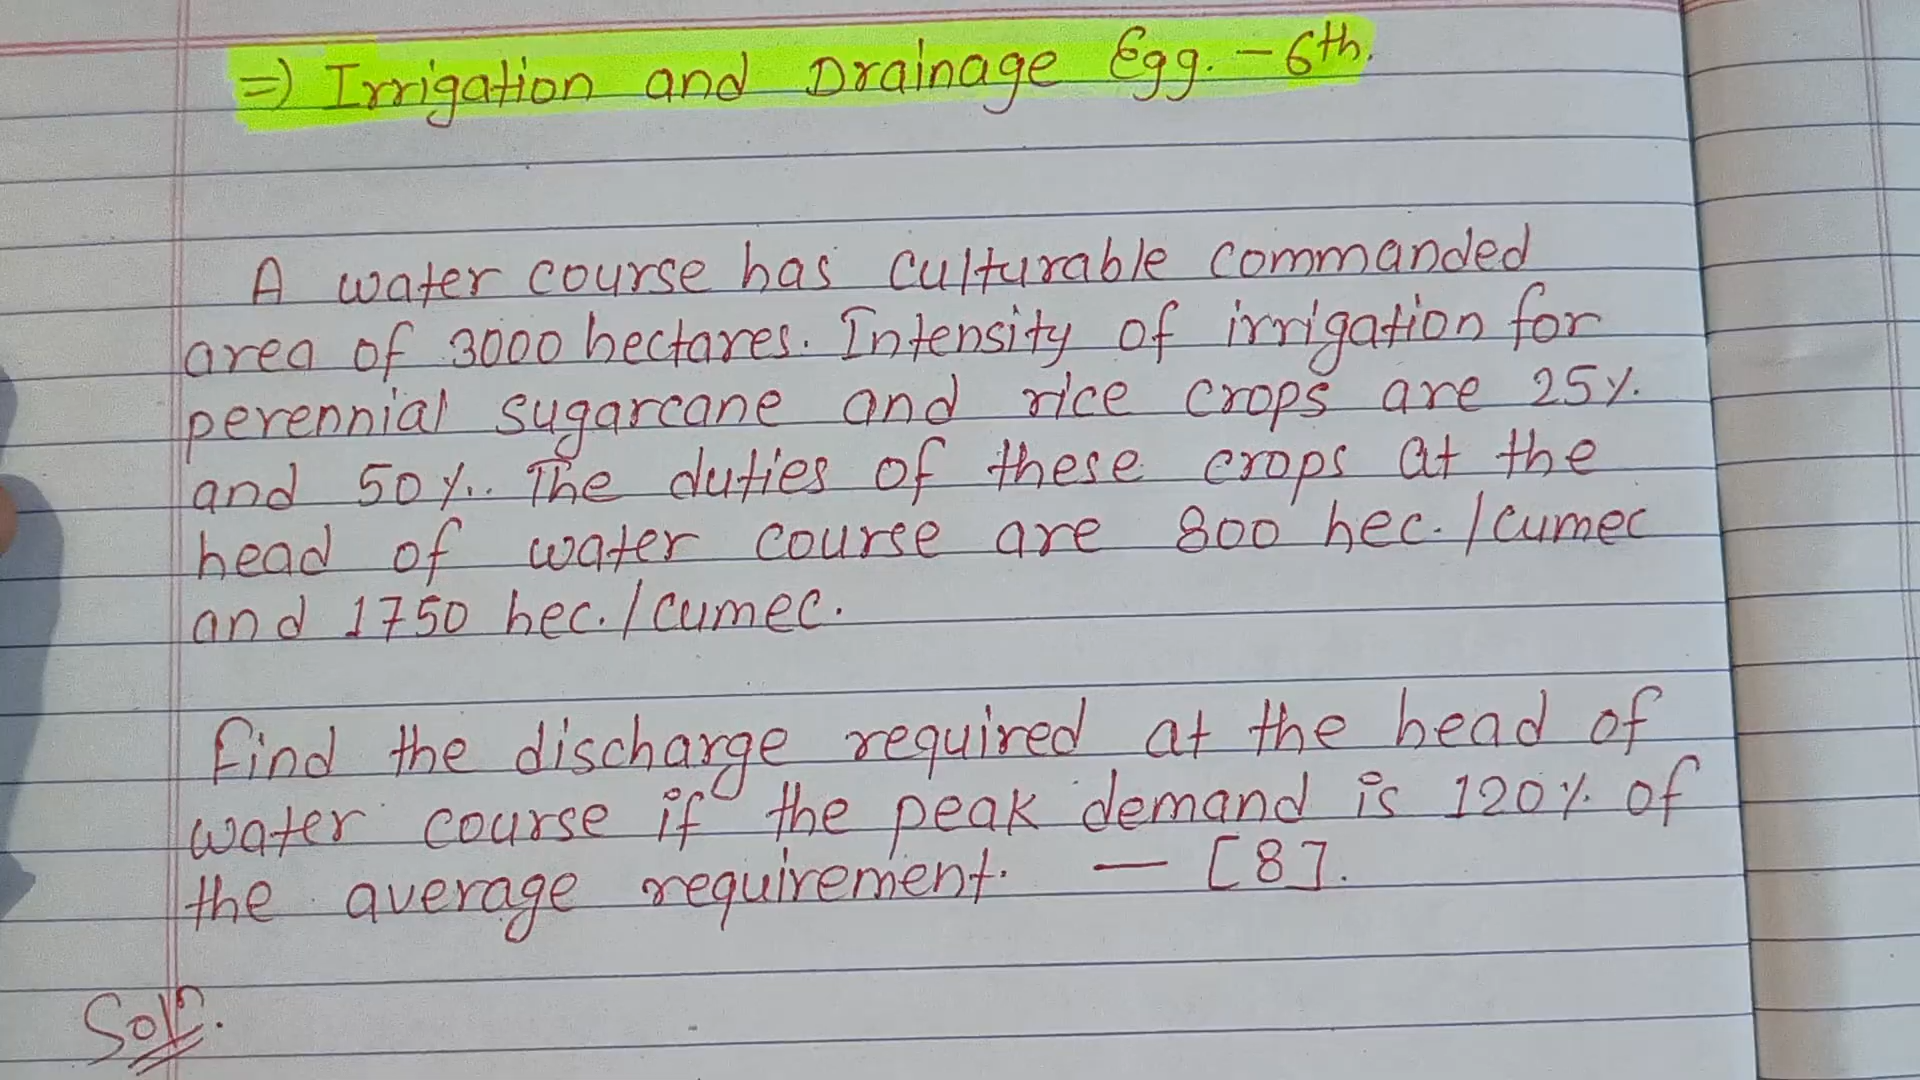 =) Irrigation and Drainage Egg. - 6th.
A water course has culturable commanded
area of 3000 hectares. Intensity of irrigation for
perennial sugarcane and rice crops are 25%.
and 50%. The duties of these crops at the
head of water course are 800 hec./cumec
and 1750 hec./cumec.
Find the discharge required at the head of
water course if the peak demand is 120% of
the average requirement. — [8].
Soln.